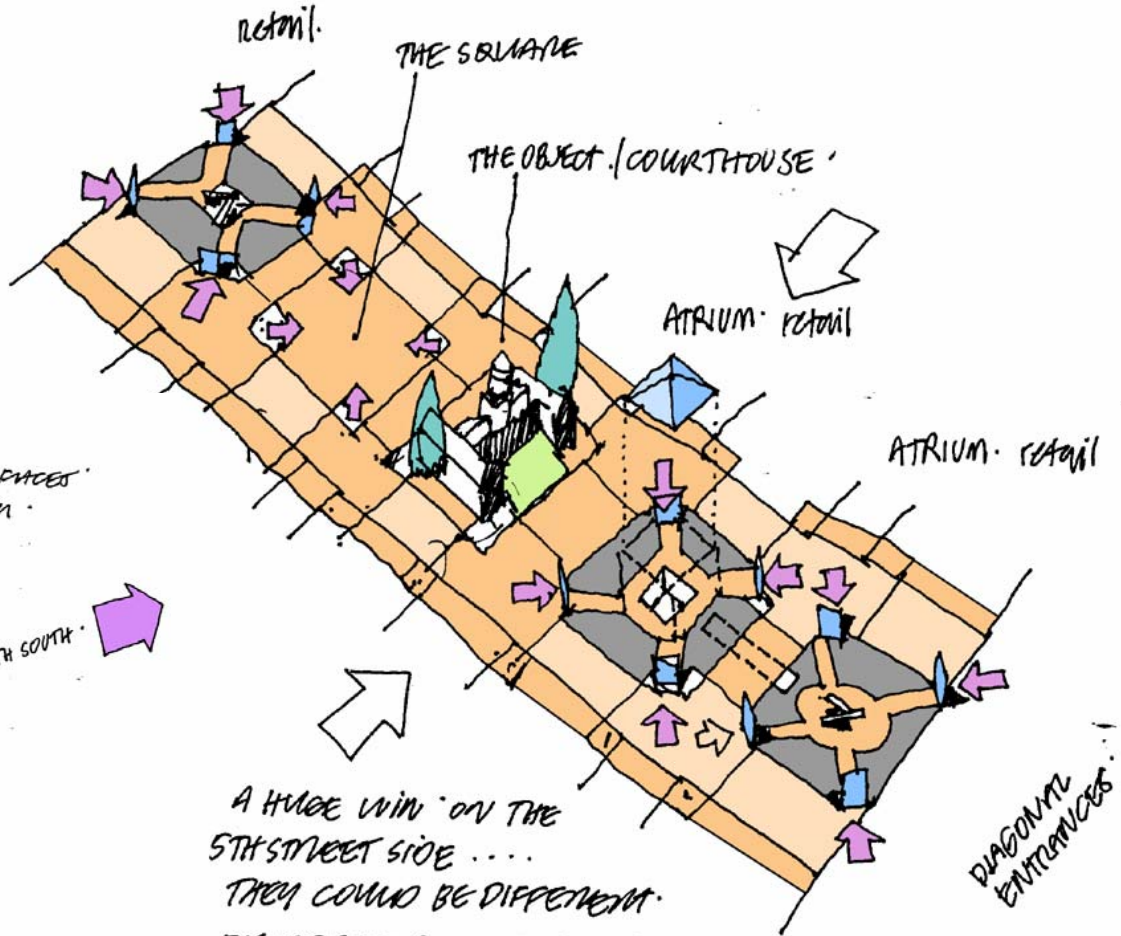 retail.
THE SQUARE
THE OBJECT./COURTHOUSE.
ATRIUM. retail
ATRIUM. retail
SOUTH.
A HUGE WIN ON THE
5TH STREET SIDE ....
THEY COULD BE DIFFERENT.
DIAGONAL
ENTRANCES.